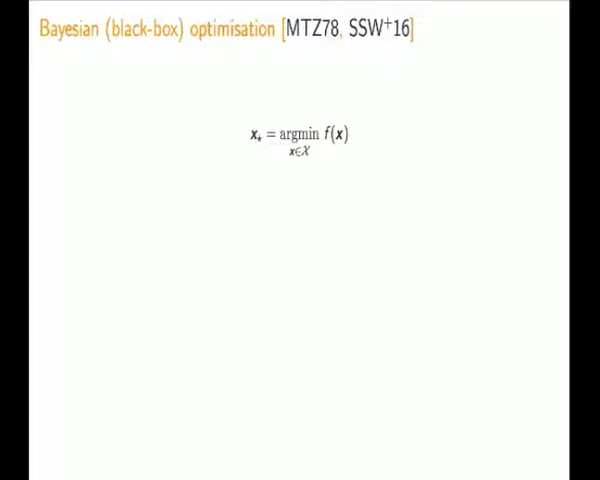 Bayesian (black-box) optimisation [MTZ78, SSW+16]
x⋆ = argmin f(x)
x∈𝒳